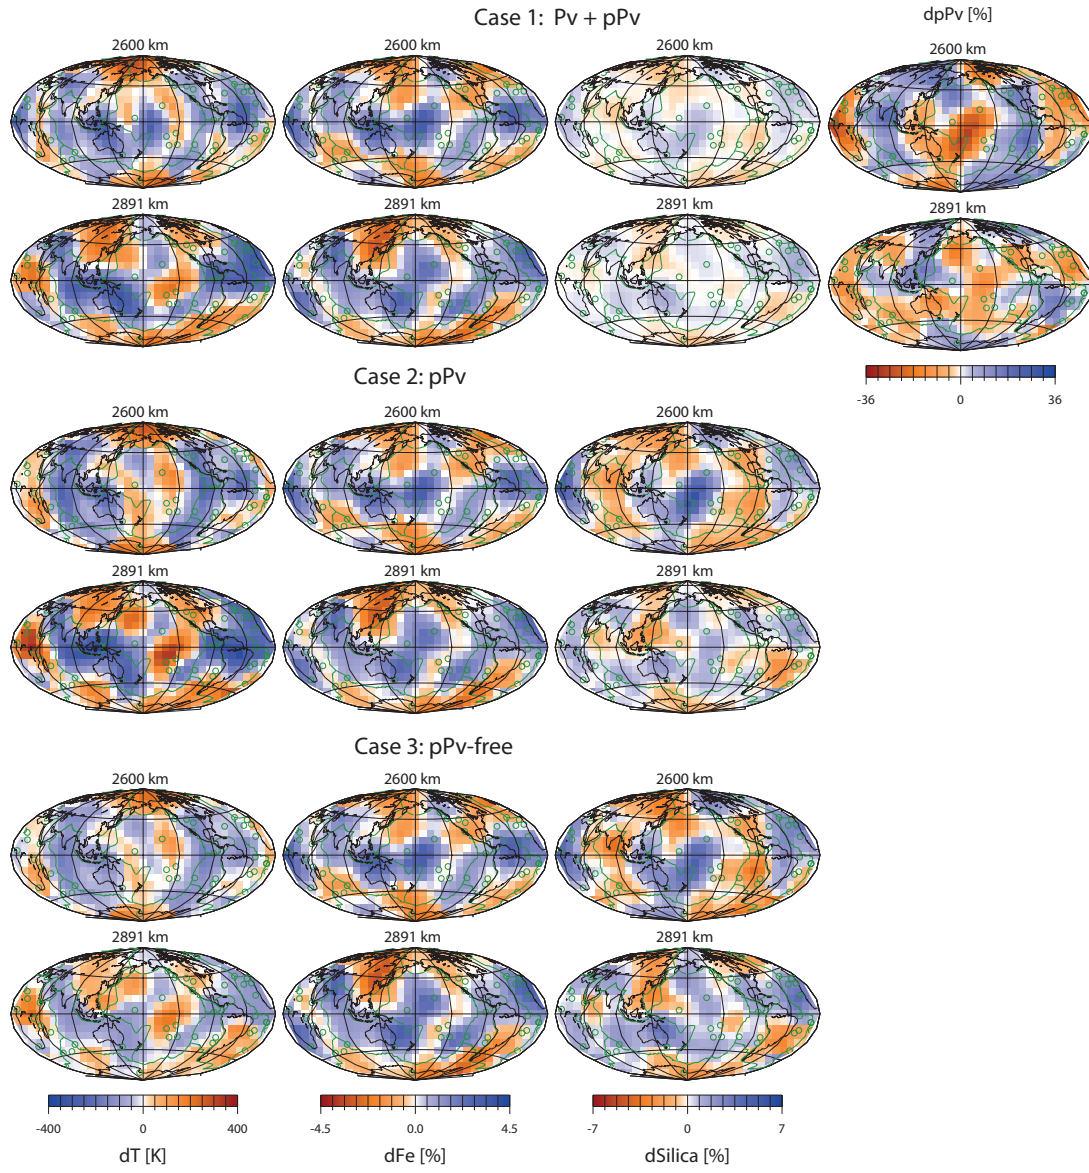 Case 1: Pv + pPv
dpPv [%]
2600 km
2600 km
2600 km
2600 km
2891 km
2891 km
2891 km
2891 km
-36 0 36
Case 2: pPv
2600 km
2600 km
2600 km
2891 km
2891 km
2891 km
Case 3: pPv-free
2600 km
2600 km
2600 km
2891 km
2891 km
2891 km
-400 0 400
-4.5 0.0 4.5
-7 0 7
dT [K]
dFe [%]
dSilica [%]